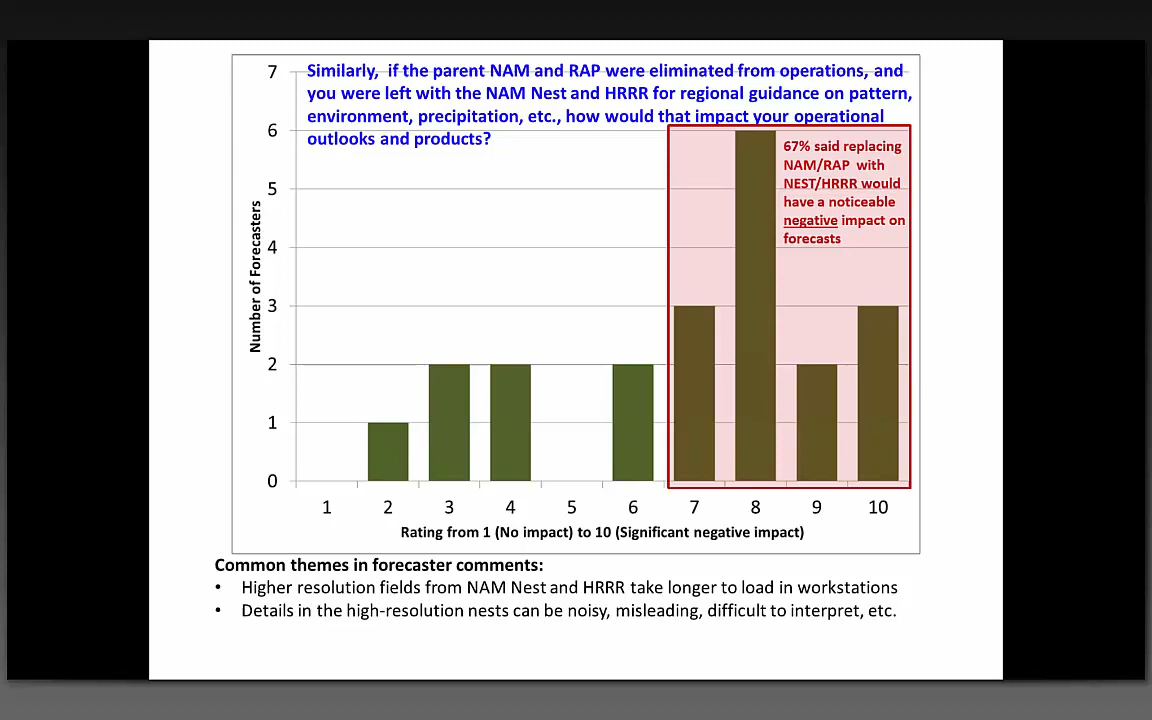 Similarly, if the parent NAM and RAP were eliminated from operations, and
you were left with the NAM Nest and HRRR for regional guidance on pattern,
environment, precipitation, etc., how would that impact your operational
outlooks and products?
67% said replacing
NAM/RAP with
NEST/HRRR would
have a noticeable
negative impact on
forecasts
Number of Forecasters
7
6
5
4
3
2
1
0
1 2 3 4 5 6 7 8 9 10
Rating from 1 (No impact) to 10 (Significant negative impact)
Common themes in forecaster comments:
• Higher resolution fields from NAM Nest and HRRR take longer to load in workstations
• Details in the high-resolution nests can be noisy, misleading, difficult to interpret, etc.